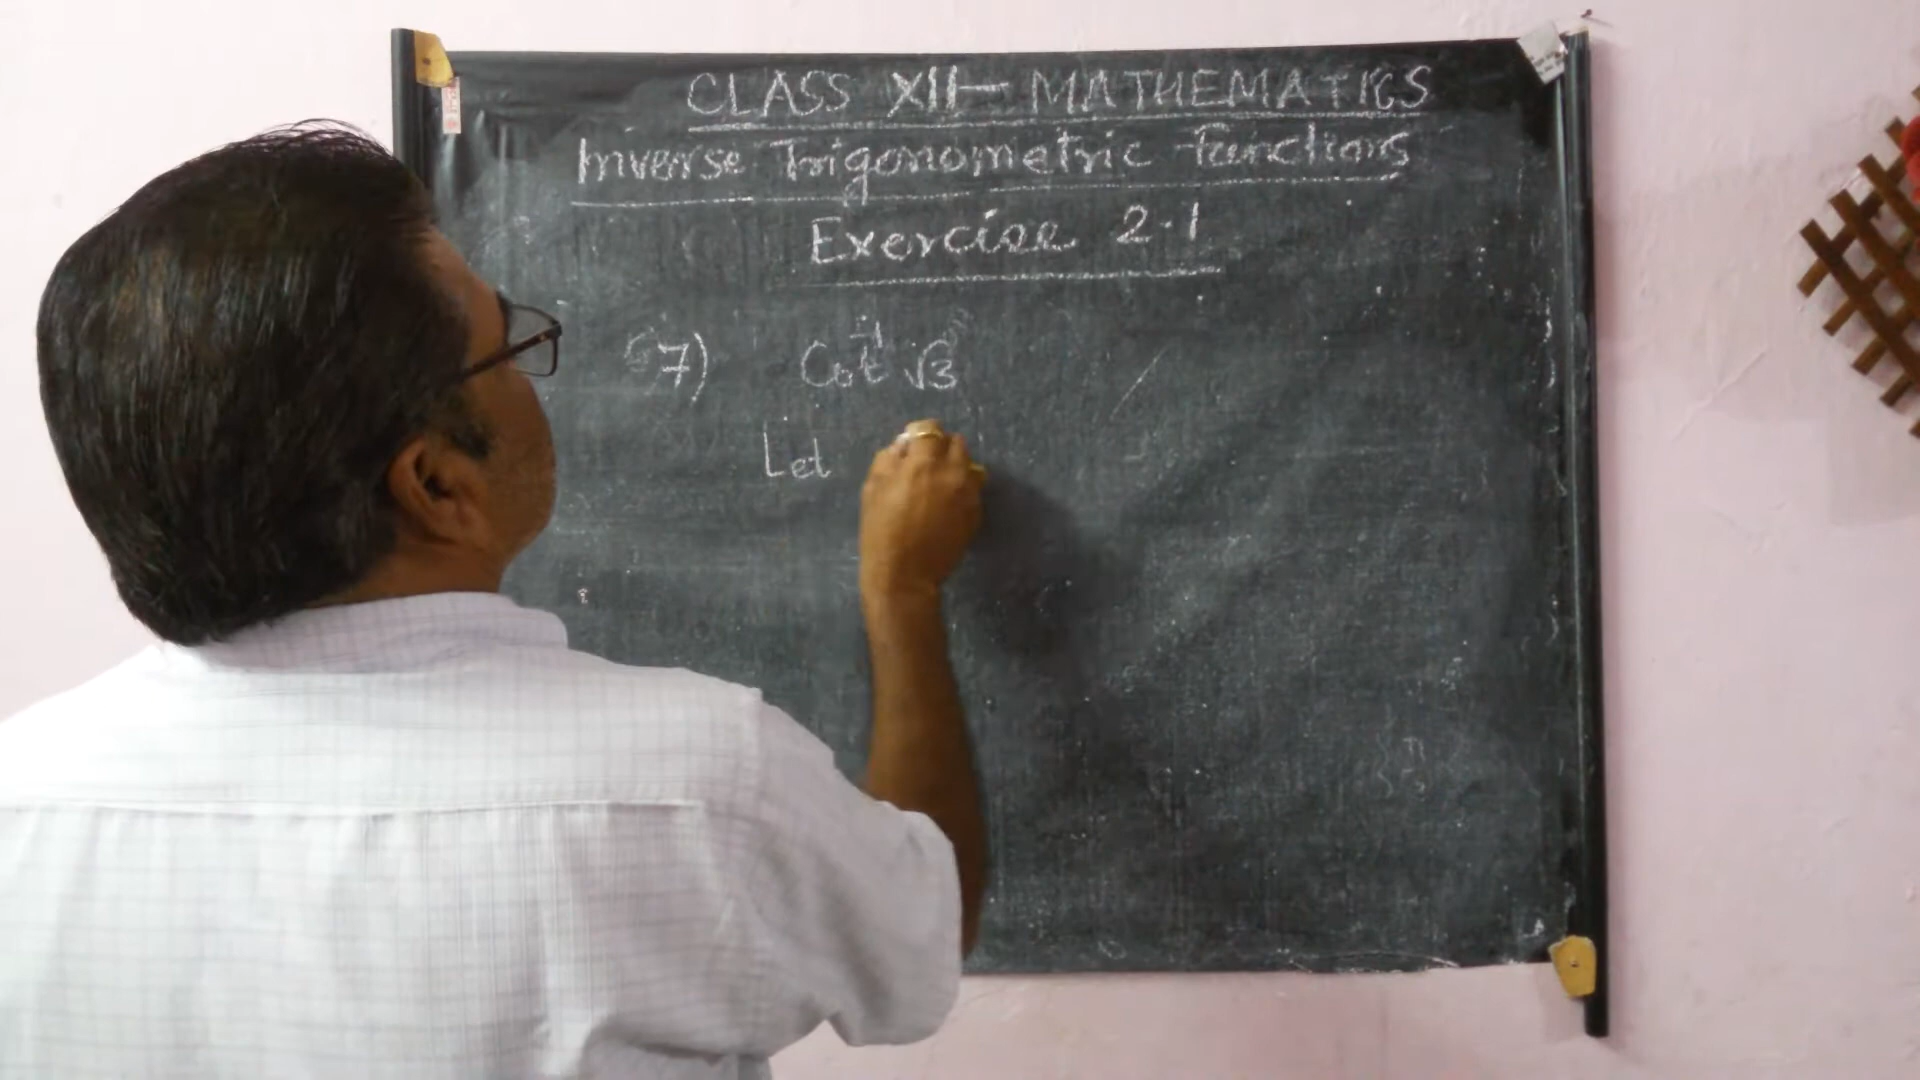 CLASS XII - MATHEMATICS
Inverse Trigonometric Functions
Exercise 2.1
7) Cot⁻¹ √3
Let